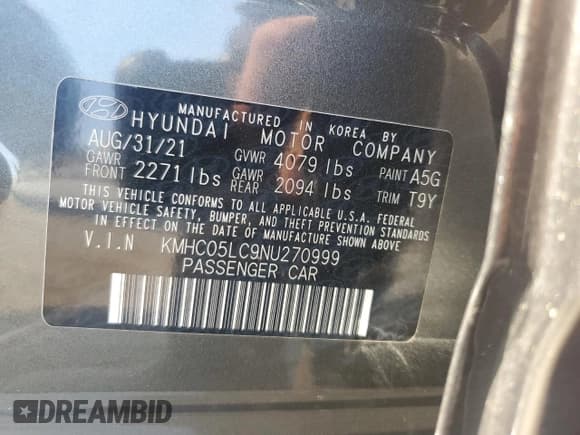 MANUFACTURED IN KOREA BY
HYUNDAI MOTOR COMPANY
AUG/31/21 GVWR 4079 lbs PAINT A5G
GAWR FRONT 2271 lbs GAWR REAR 2094 lbs TRIM T9Y
THIS VEHICLE CONFORMS TO ALL APPLICABLE U.S.A. FEDERAL
MOTOR VEHICLE SAFETY, BUMPER, AND THEFT PREVENTION STANDARDS
IN EFFECT ON THE DATE OF MANUFACTURE SHOWN ABOVE
V.I.N KMHC05LC9NU270999
PASSENGER CAR
DREAMBID